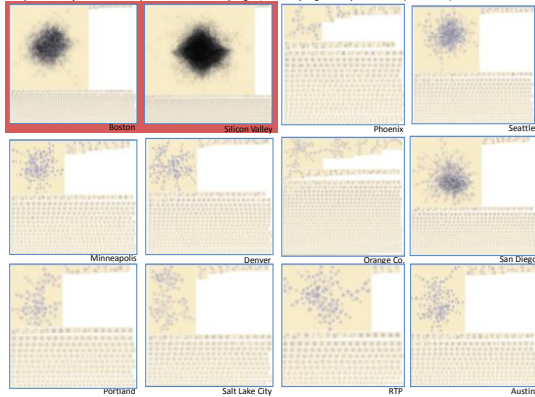 Boston
Silicon Valley
Phoenix
Seattle
Minneapolis
Denver
Orange Co.
San Diego
Portland
Salt Lake City
RTP
Austin